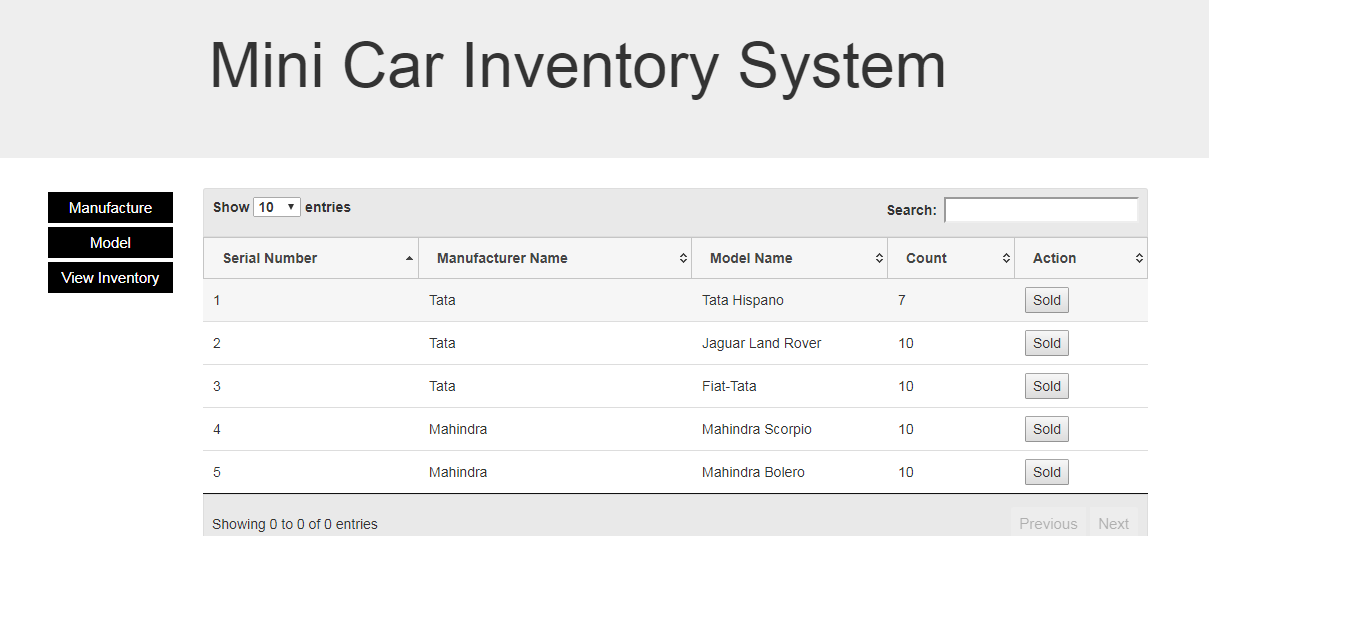 Mini Car Inventory System
Manufacture
Model
View Inventory
Show 10 entries
Search:
Serial Number Manufacturer Name Model Name Count Action
1 Tata Tata Hispano 7 Sold
2 Tata Jaguar Land Rover 10 Sold
3 Tata Fiat-Tata 10 Sold
4 Mahindra Mahindra Scorpio 10 Sold
5 Mahindra Mahindra Bolero 10 Sold
Showing 0 to 0 of 0 entries
Previous Next